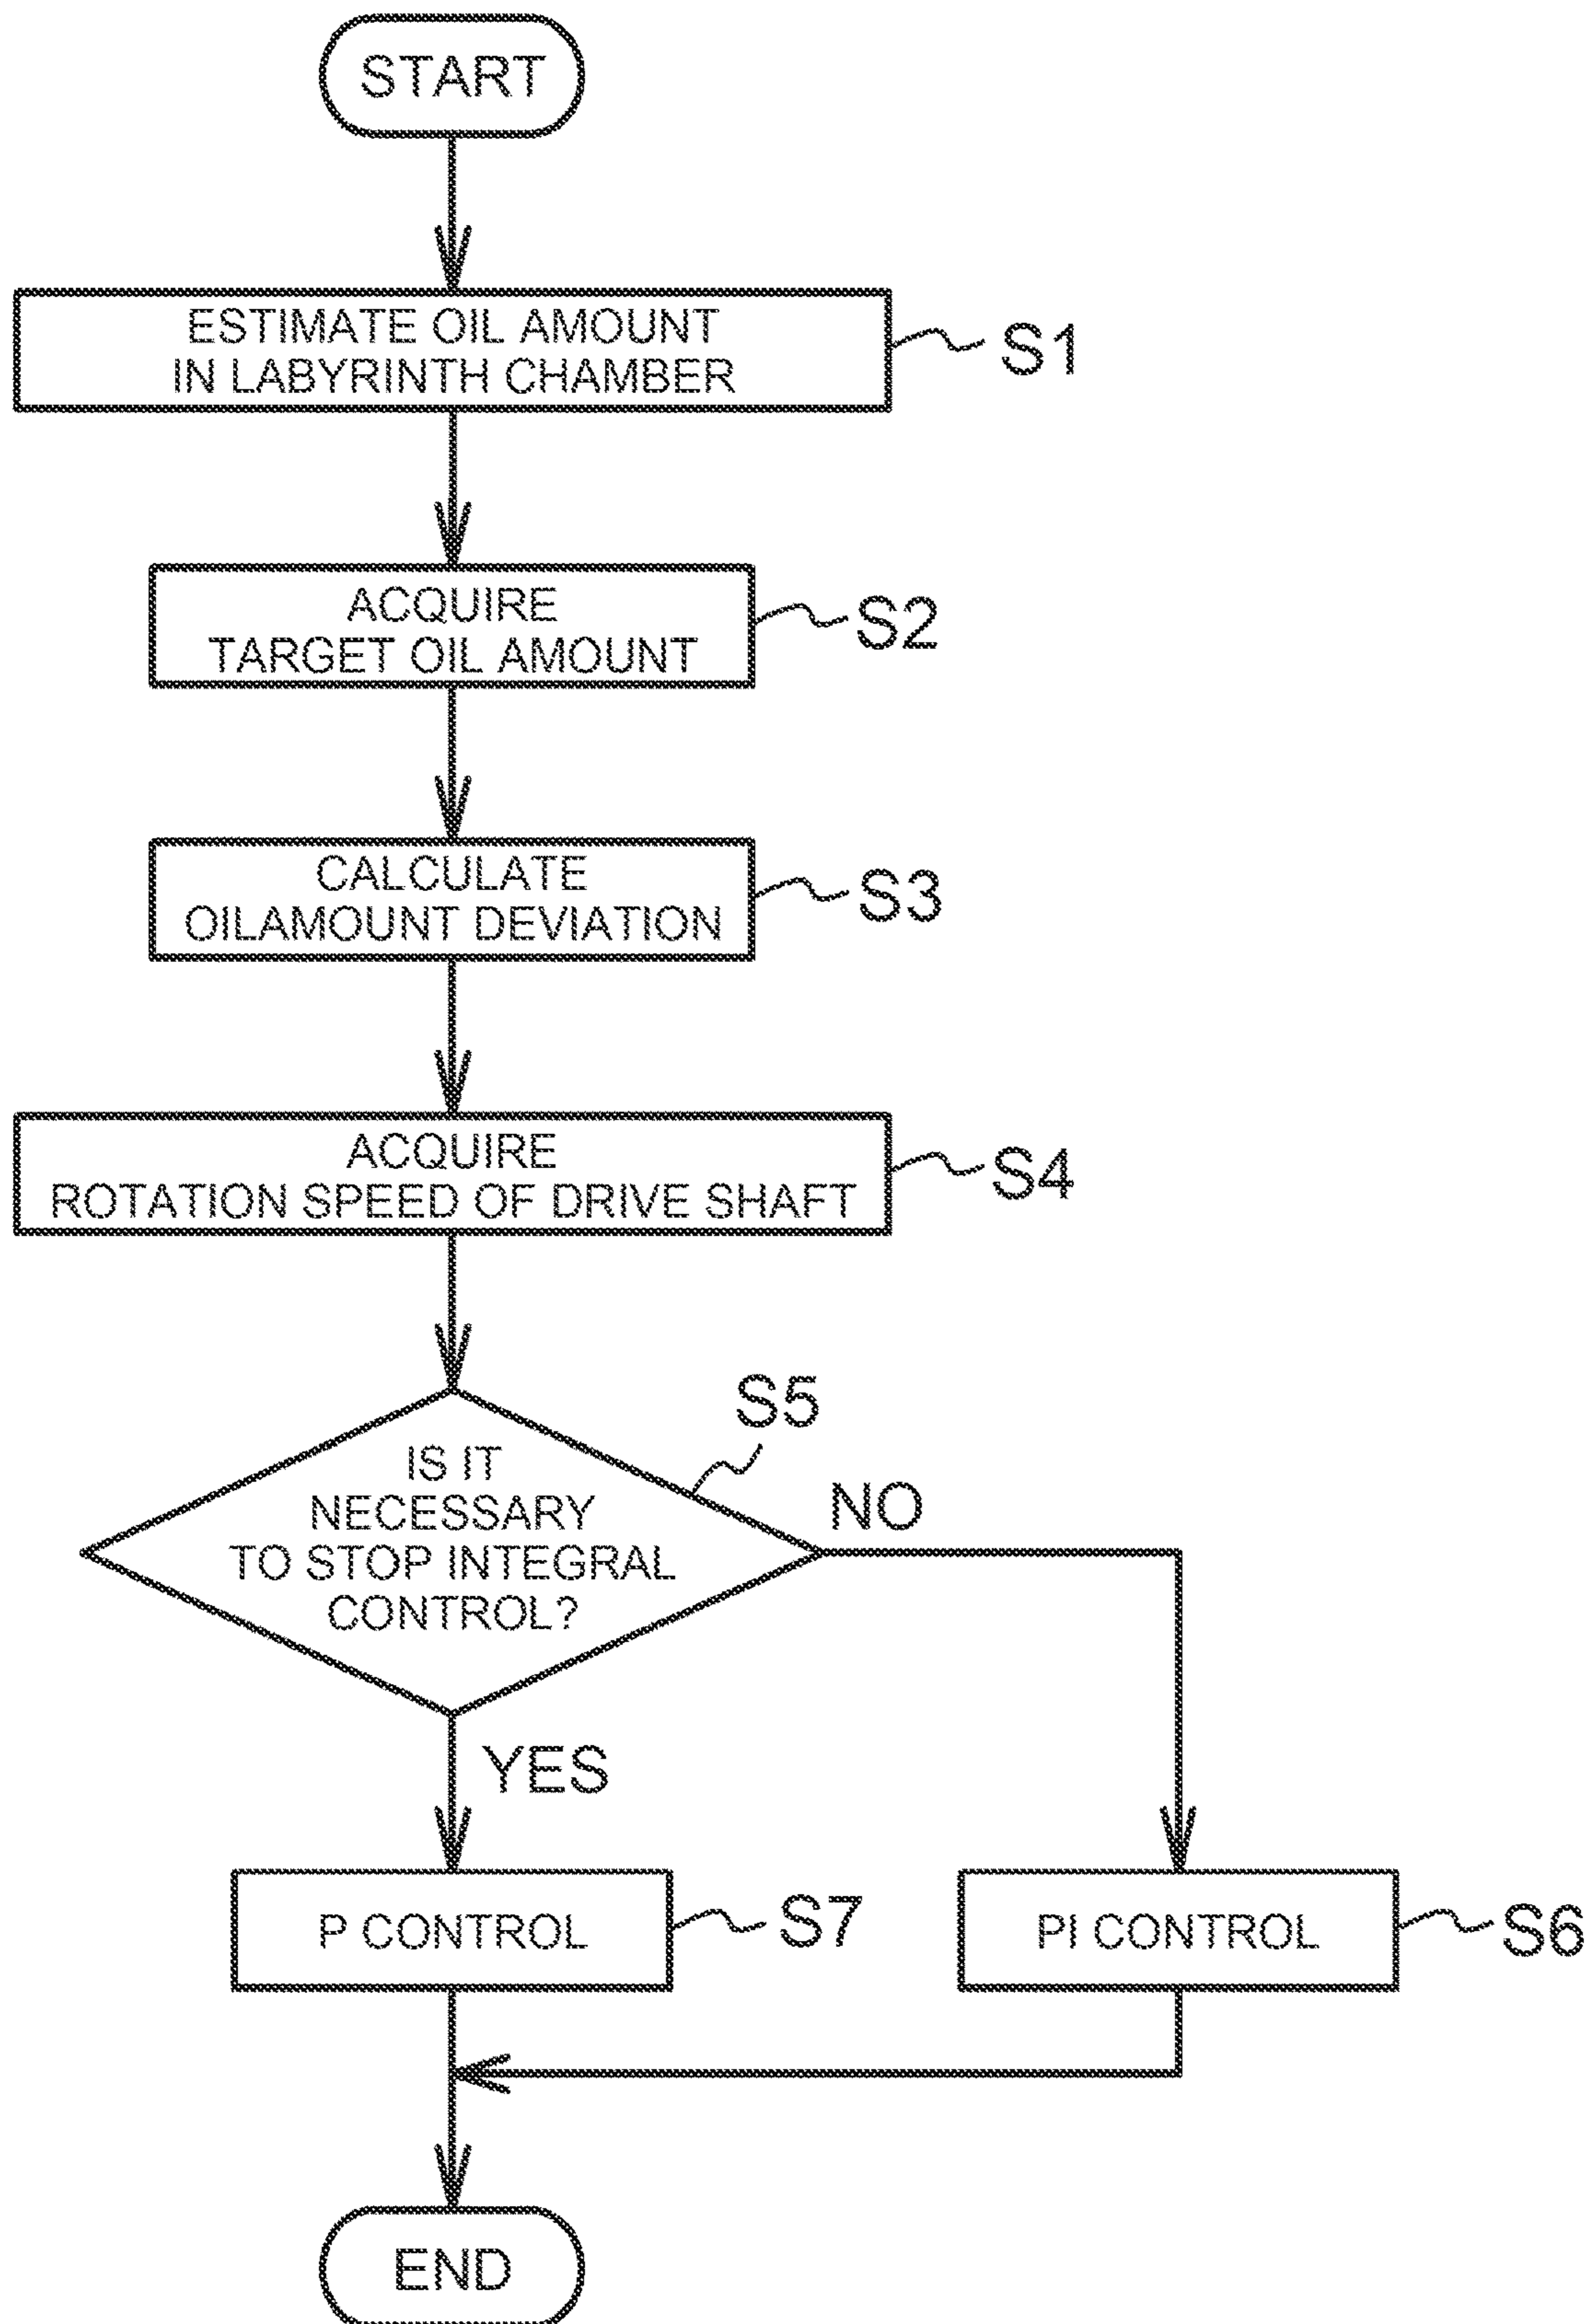 START
ESTIMATE OIL AMOUNT
IN LABYRINTH CHAMBER
S1
ACQUIRE
TARGET OIL AMOUNT
S2
CALCULATE
OILAMOUNT DEVIATION
S3
ACQUIRE
ROTATION SPEED OF DRIVE SHAFT
S4
S5
IS IT
NECESSARY
TO STOP INTEGRAL
CONTROL?
NO
YES
P CONTROL
S7
PI CONTROL
S6
END